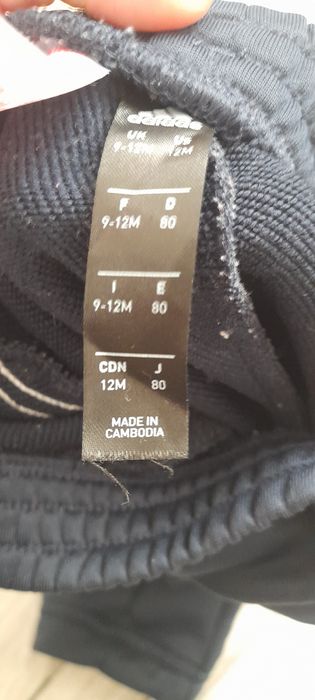 adidas
UK US
9-12M 12M
F D
9-12M 80
I E
9-12M 80
CDN J
12M 80
MADE IN
CAMBODIA